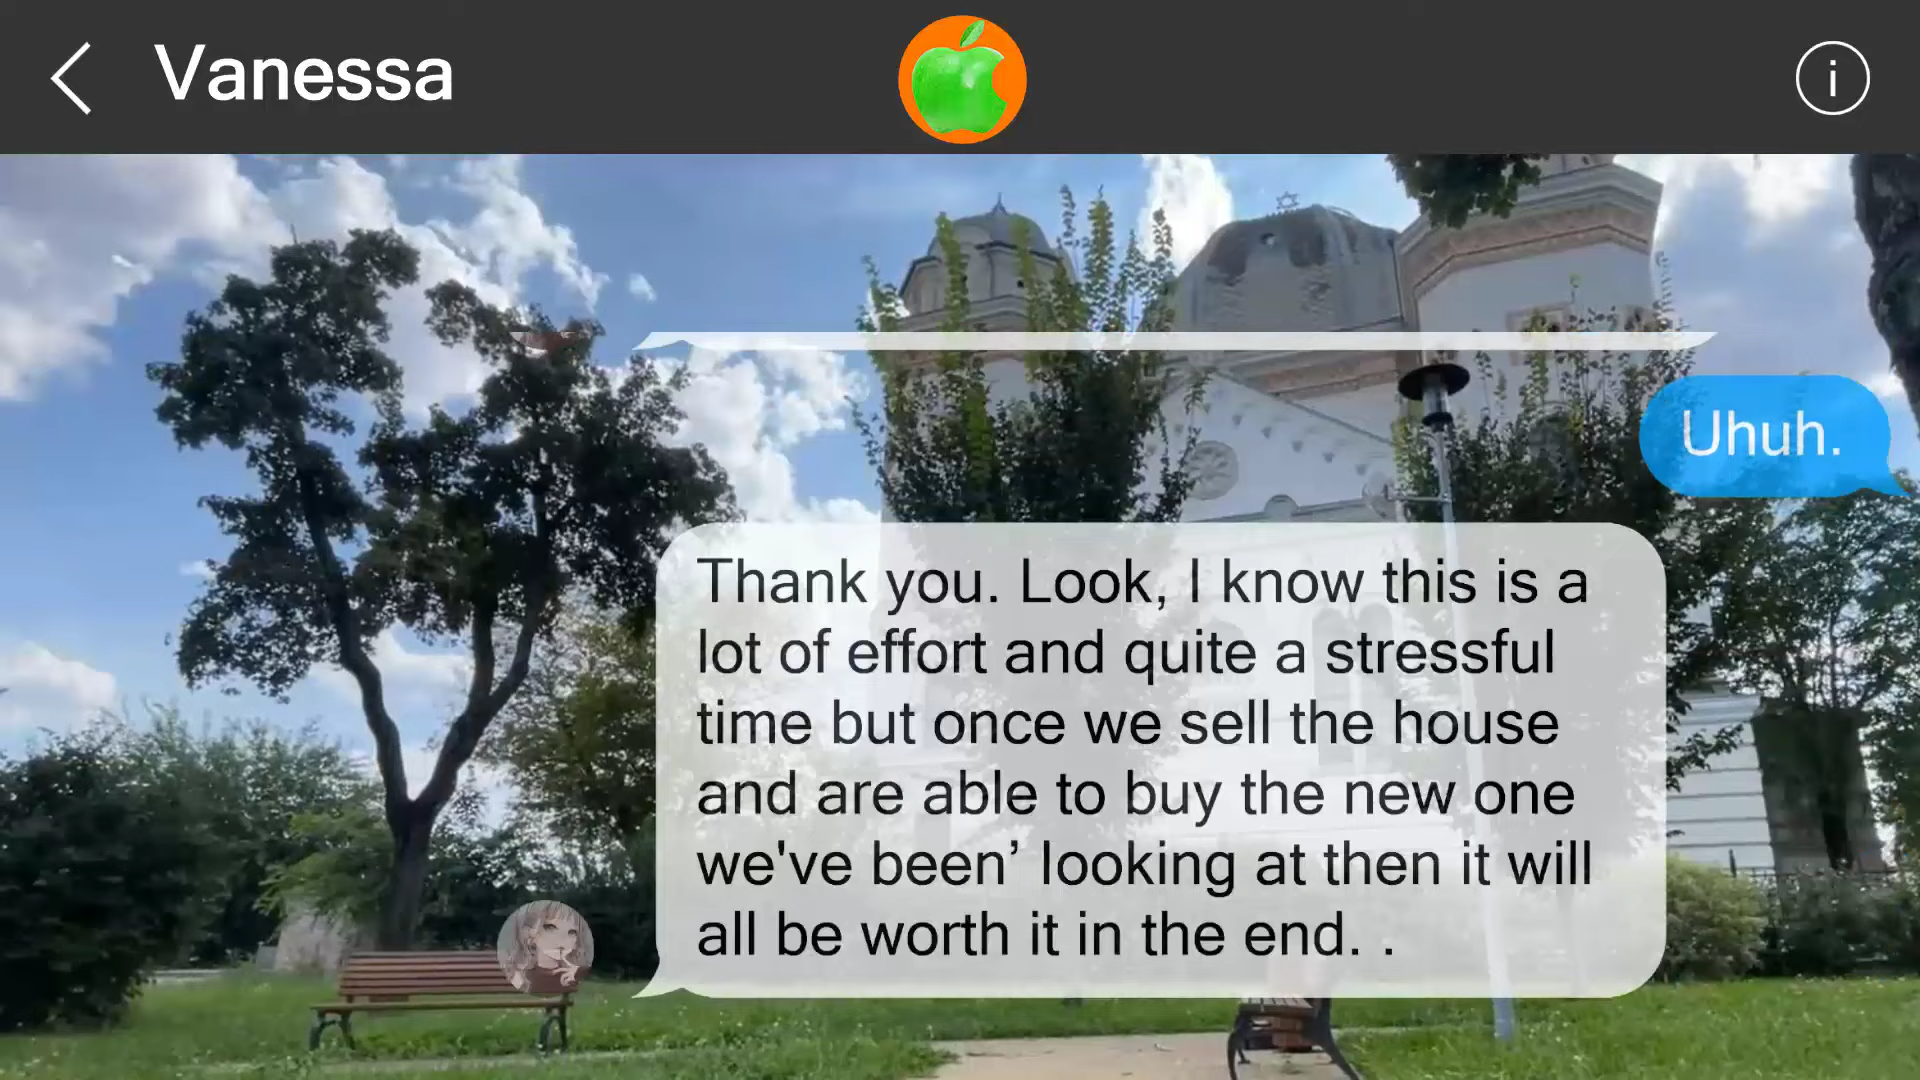 Vanessa
i
Uhuh.
Thank you. Look, I know this is a
lot of effort and quite a stressful
time but once we sell the house
and are able to buy the new one
we've been’ looking at then it will
all be worth it in the end. .